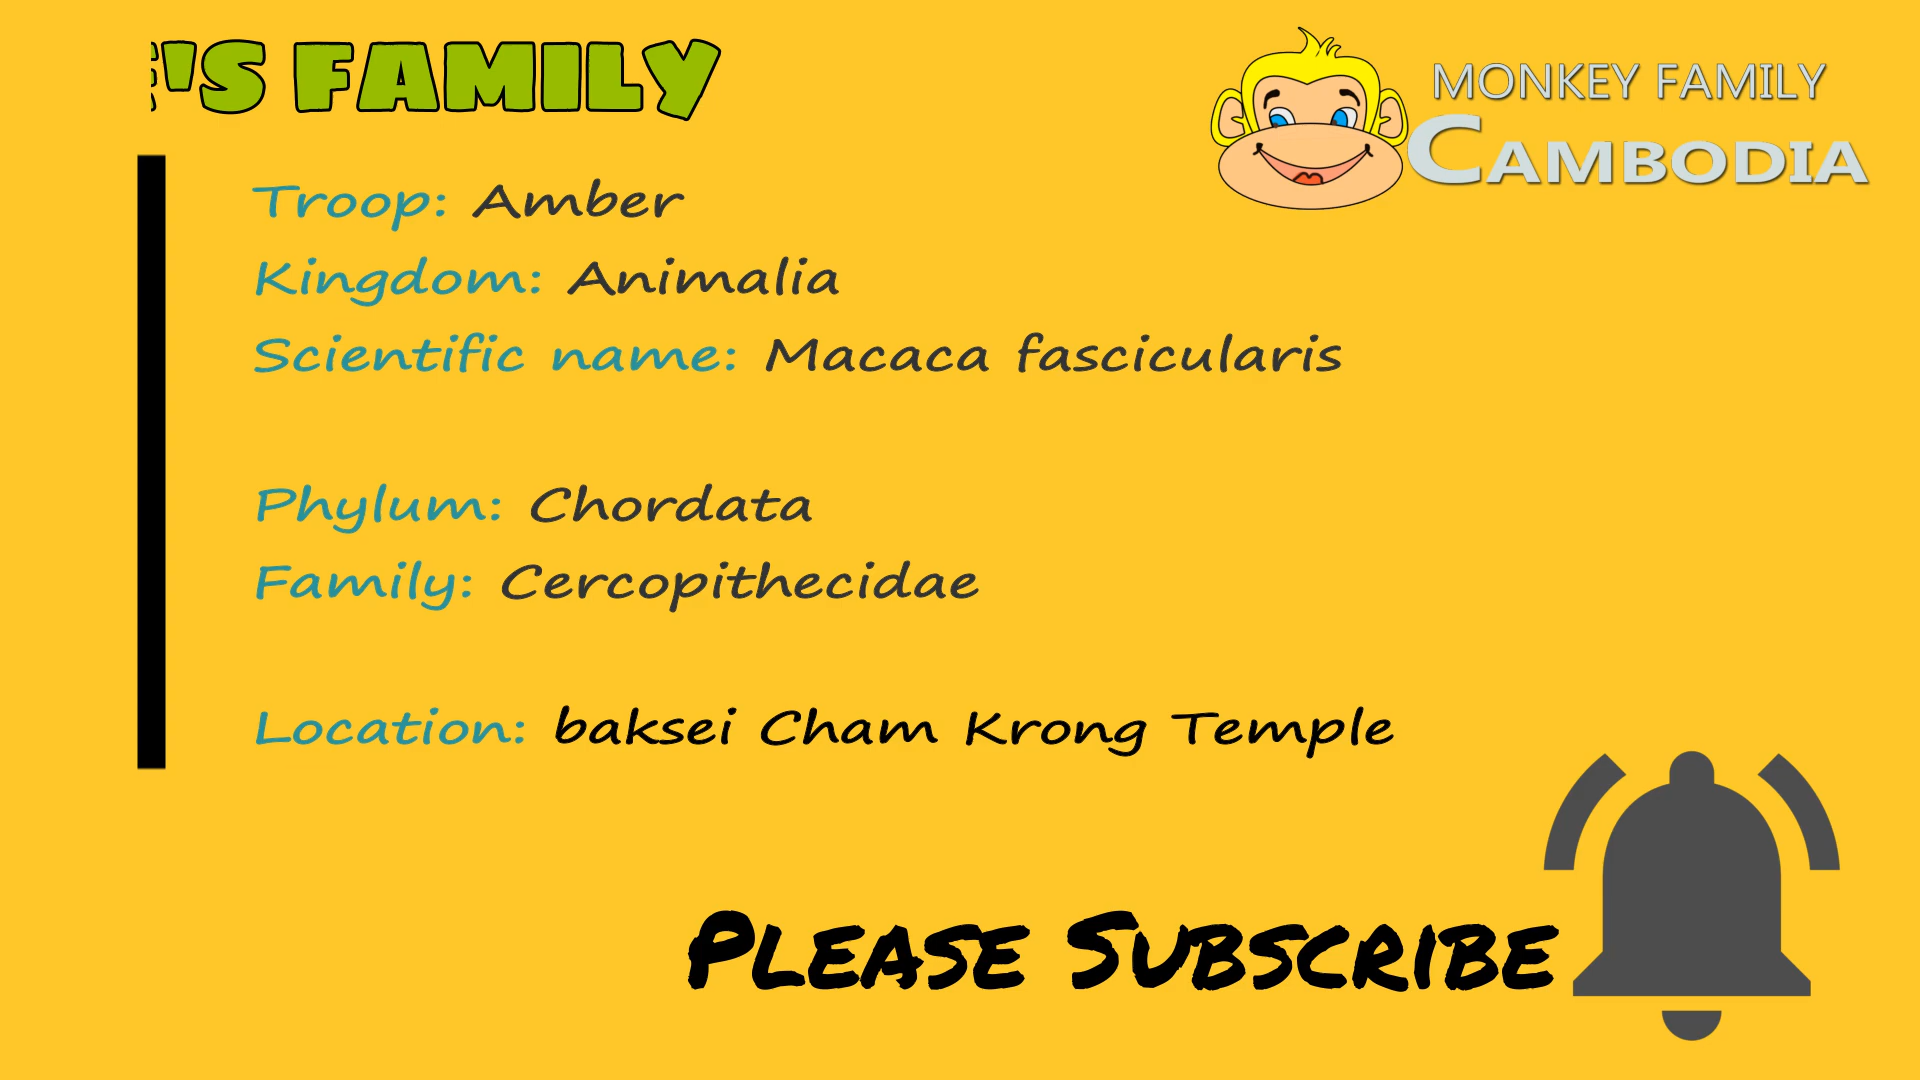 'S FAMILY
MONKEY FAMILY
CAMBODIA
Troop: Amber
Kingdom: Animalia
Scientific name: Macaca fascicularis
Phylum: Chordata
Family: Cercopithecidae
Location: baksei Cham Krong Temple
PLEASE SUBSCRIBE